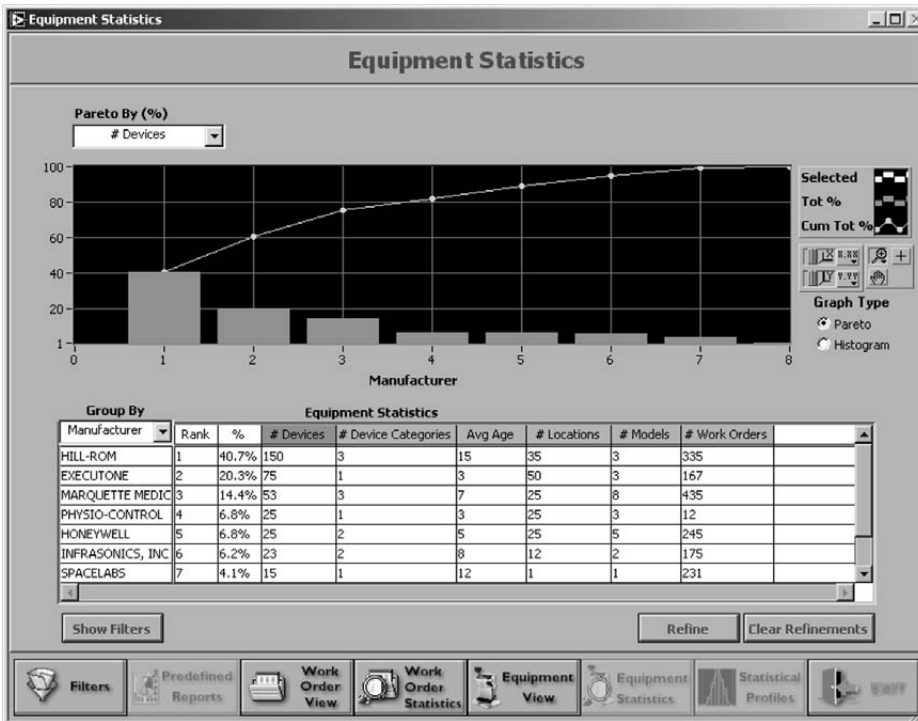 Equipment Statistics
Equipment Statistics
Pareto By (%)
# Devices
100
80
60
40
20
1
0 1 2 3 4 5 6 7 8
Manufacturer
Selected
Tot %
Cum Tot %
X X.XX
Y Y.YY
Graph Type
Pareto
Histogram
Group By
Equipment Statistics
Manufacturer Rank % # Devices # Device Categories Avg Age # Locations # Models # Work Orders
HILL-ROM 1 40.7% 150 3 15 35 3 335
EXECUTONE 2 20.3% 75 1 3 50 3 167
MARQUETTE MEDIC 3 14.4% 53 3 7 25 8 435
PHYSIO-CONTROL 4 6.8% 25 1 3 25 3 12
HONEYWELL 5 6.8% 25 2 5 25 5 245
INFRASONICS, INC 6 6.2% 23 2 8 12 2 175
SPACELABS 7 4.1% 15 1 12 1 1 231
Show Filters
Refine
Clear Refinements
Filters
Predefined
Reports
Work
Order
View
Work
Order
Statistics
Equipment
View
Equipment
Statistics
Statistical
Profiles
EXIT